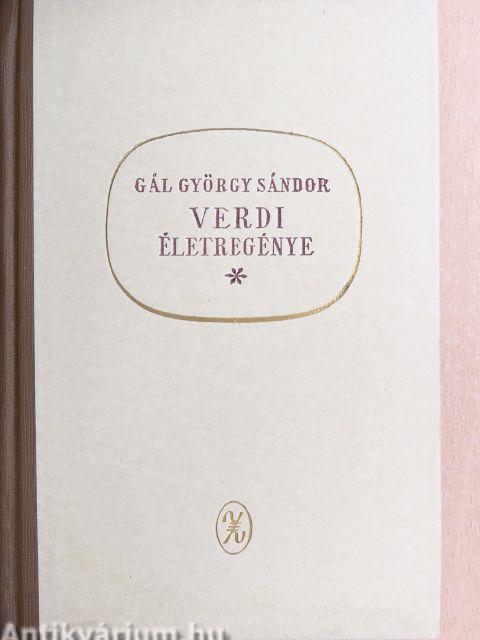 GÁL GYÖRGY SÁNDOR
VERDI
ÉLETREGÉNYE
*
Antikvárium.hu